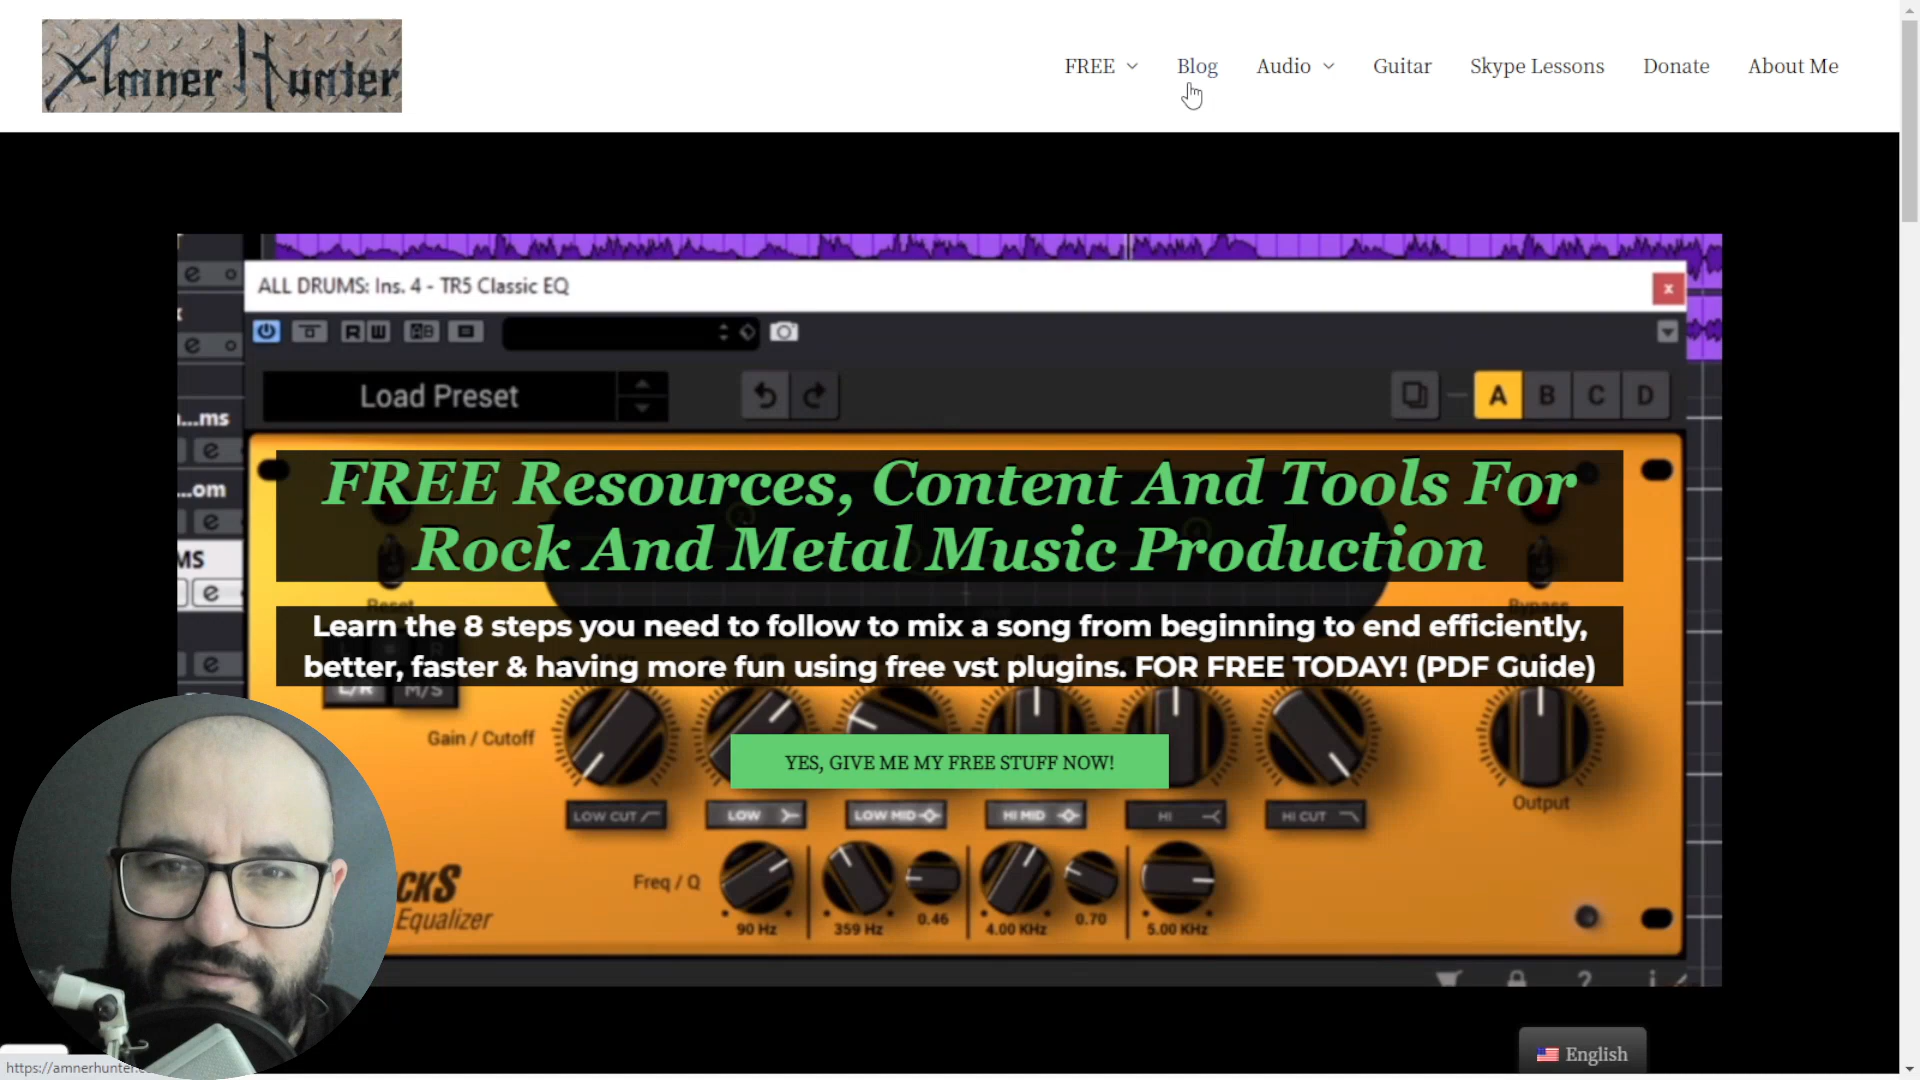 Amner Hunter
FREE
Blog
Audio
Guitar
Skype Lessons
Donate
About Me
ALL DRUMS: Ins. 4 - TR5 Classic EQ
x
R W
Load Preset
A B C D
...ms
...om
MS
FREE Resources, Content And Tools For
Rock And Metal Music Production
Reset
Bypass
Learn the 8 steps you need to follow to mix a song from beginning to end efficiently,
better, faster & having more fun using free vst plugins. FOR FREE TODAY! (PDF Guide)
L/R M/S
Gain / Cutoff
YES, GIVE ME MY FREE STUFF NOW!
Output
LOW CUT
LOW
LOW MID
HI MID
HI
HI CUT
Freq / Q
90 Hz
359 Hz
0.46
4.00 KHz
0.70
5.00 KHz
Equalizer
English
https://amnerhunter.